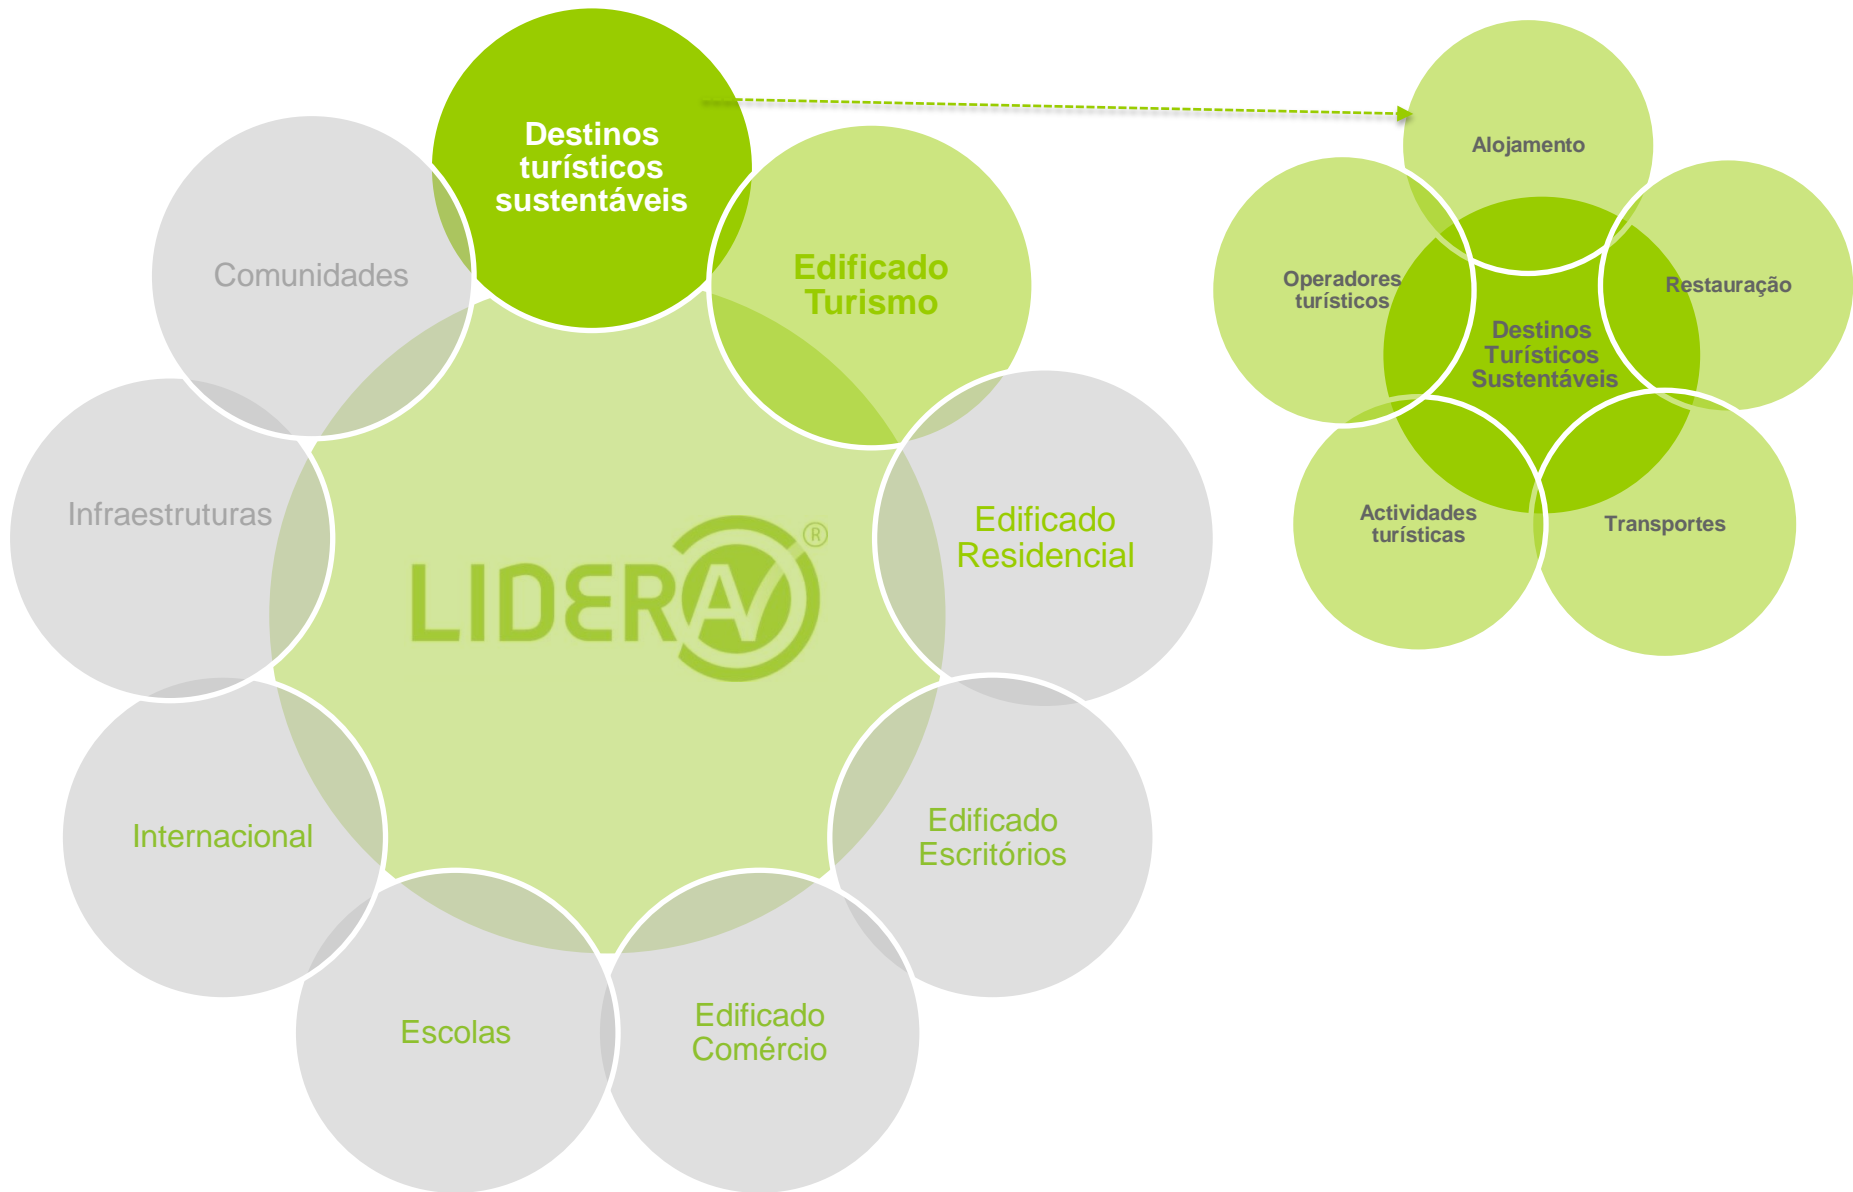 Destinos
turísticos
sustentáveis
Edificado
Turismo
Edificado
Residencial
Edificado
Escritórios
Edificado
Comércio
Escolas
Internacional
Infraestruturas
Comunidades
LIDERA®
Alojamento
Restauração
Transportes
Actividades
turísticas
Operadores
turísticos
Destinos
Turísticos
Sustentáveis